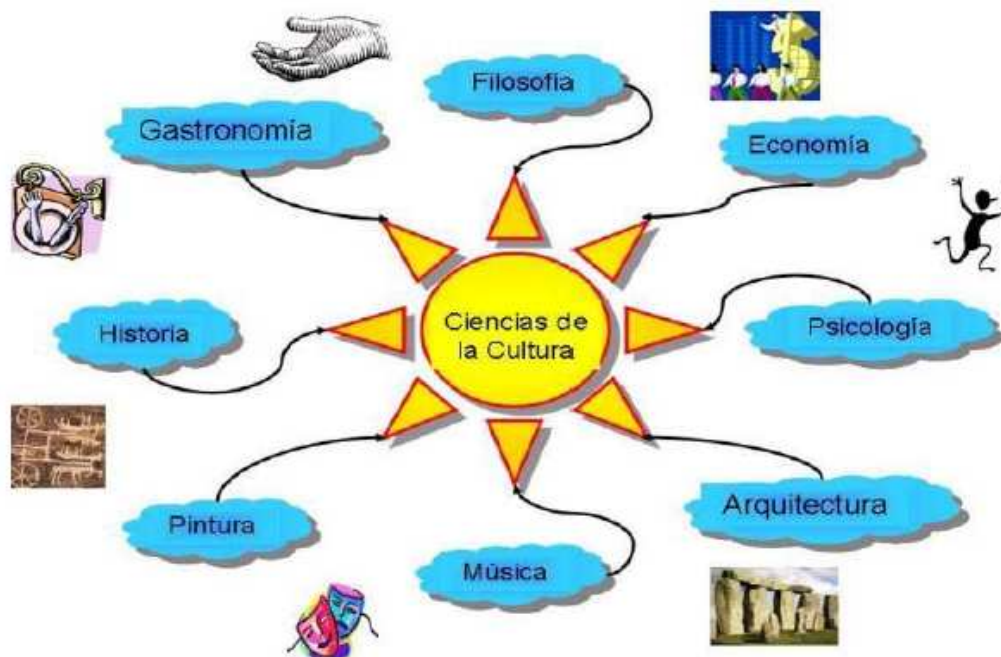 Filosofía
Gastronomía
Economía
Historia
Ciencias de
la Cultura
Psicología
Pintura
Arquitectura
Música